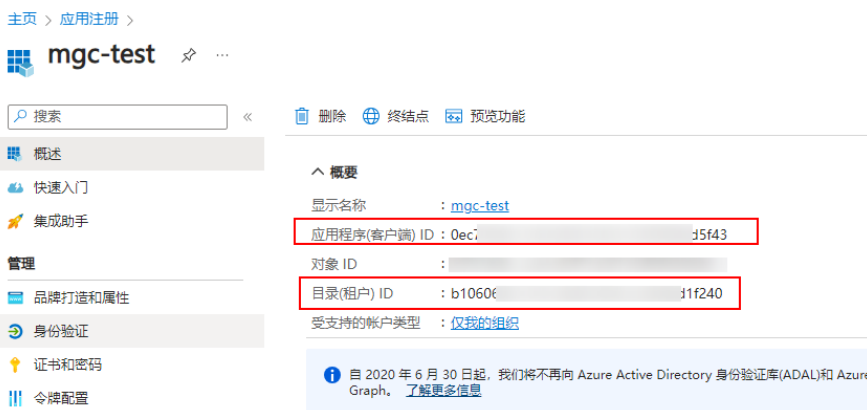 主页 > 应用注册 >
mgc-test ...
搜索 «
概述
快速入门
集成助手
管理
品牌打造和属性
身份验证
证书和密码
令牌配置
删除 终结点 预览功能
概要
显示名称 : mgc-test
应用程序(客户端) ID : 0ec7 d5f43
对象 ID :
目录(租户) ID : b10606 d1f240
受支持的帐户类型 : 仅我的组织
自 2020 年 6 月 30 日起，我们将不再向 Azure Active Directory 身份验证库(ADAL)和 Azure
Graph。 了解更多信息